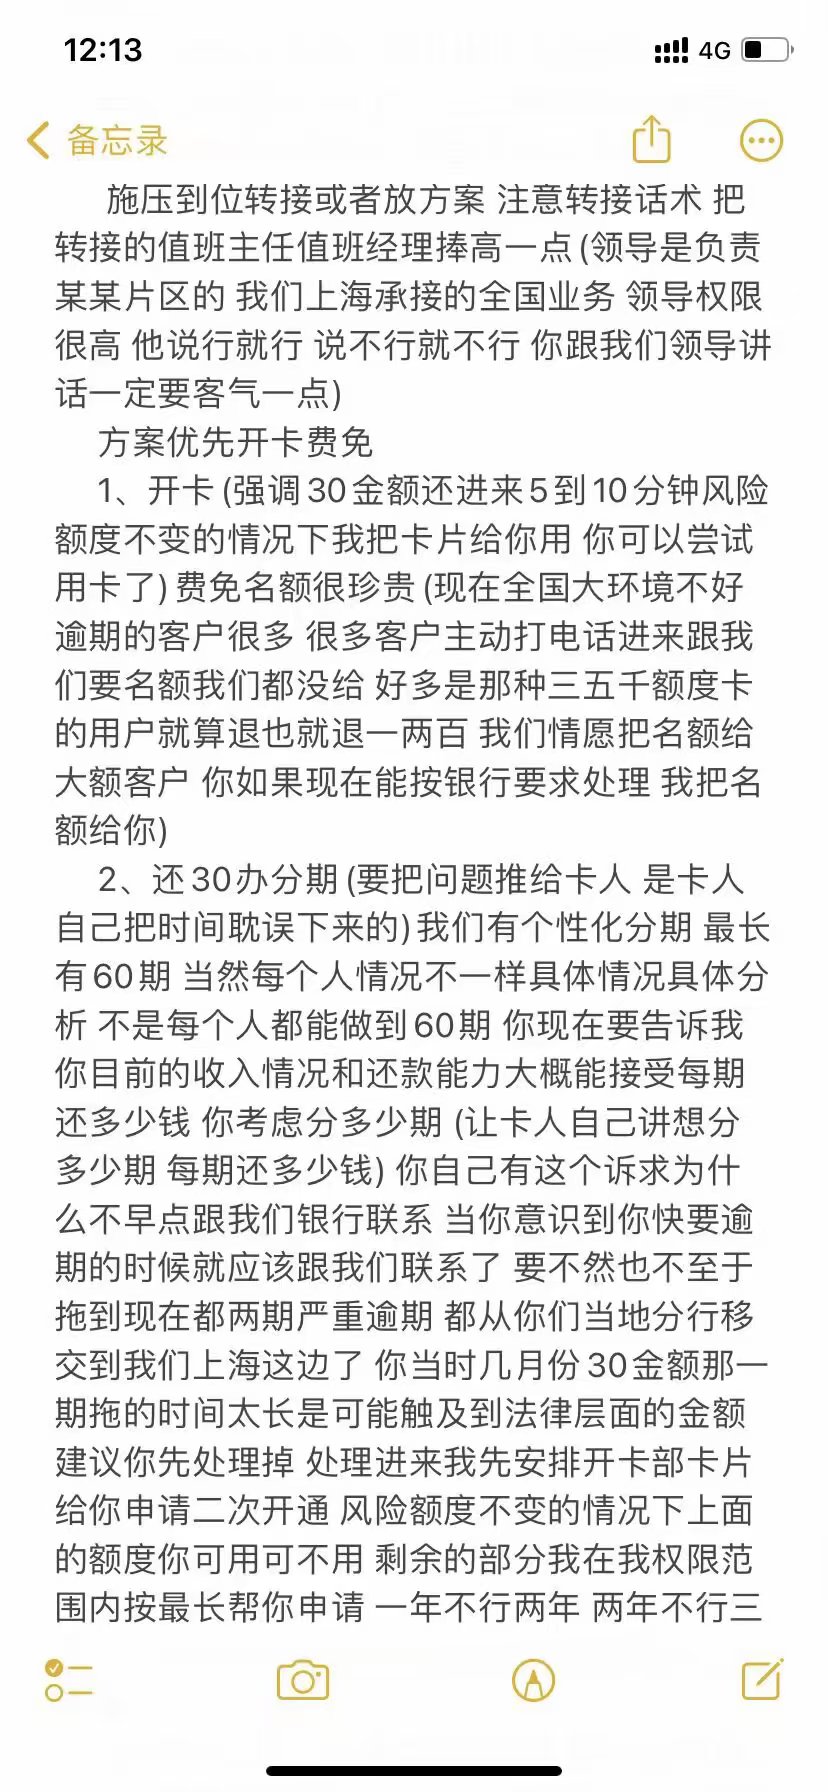 12:13
4G
备忘录
施压到位转接或者放方案 注意转接话术 把
转接的值班主任值班经理捧高一点(领导是负责
某某片区的 我们上海承接的全国业务 领导权限
很高 他说行就行 说不行就不行 你跟我们领导讲
话一定要客气一点)
方案优先开卡费免
1、开卡(强调30金额还进来5到10分钟风险
额度不变的情况下我把卡片给你用 你可以尝试
用卡了)费免名额很珍贵(现在全国大环境不好
逾期的客户很多 很多客户主动打电话进来跟我
们要名额我们都没给 好多是那种三五千额度卡
的用户就算退也就退一两百 我们情愿把名额给
大额客户 你如果现在能按银行要求处理 我把名
额给你)
2、还30办分期(要把问题推给卡人 是卡人
自己把时间耽误下来的)我们有个性化分期 最长
有60期 当然每个人情况不一样具体情况具体分
析 不是每个人都能做到60期 你现在要告诉我
你目前的收入情况和还款能力大概能接受每期
还多少钱 你考虑分多少期 (让卡人自己讲想分
多少期 每期还多少钱) 你自己有这个诉求为什
么不早点跟我们银行联系 当你意识到你快要逾
期的时候就应该跟我们联系了 要不然也不至于
拖到现在都两期严重逾期 都从你们当地分行移
交到我们上海这边了 你当时几月份30金额那一
期拖的时间太长是可能触及到法律层面的金额
建议你先处理掉 处理进来我先安排开卡部卡片
给你申请二次开通 风险额度不变的情况下上面
的额度你可用可不用 剩余的部分我在我权限范
围内按最长帮你申请 一年不行两年 两年不行三